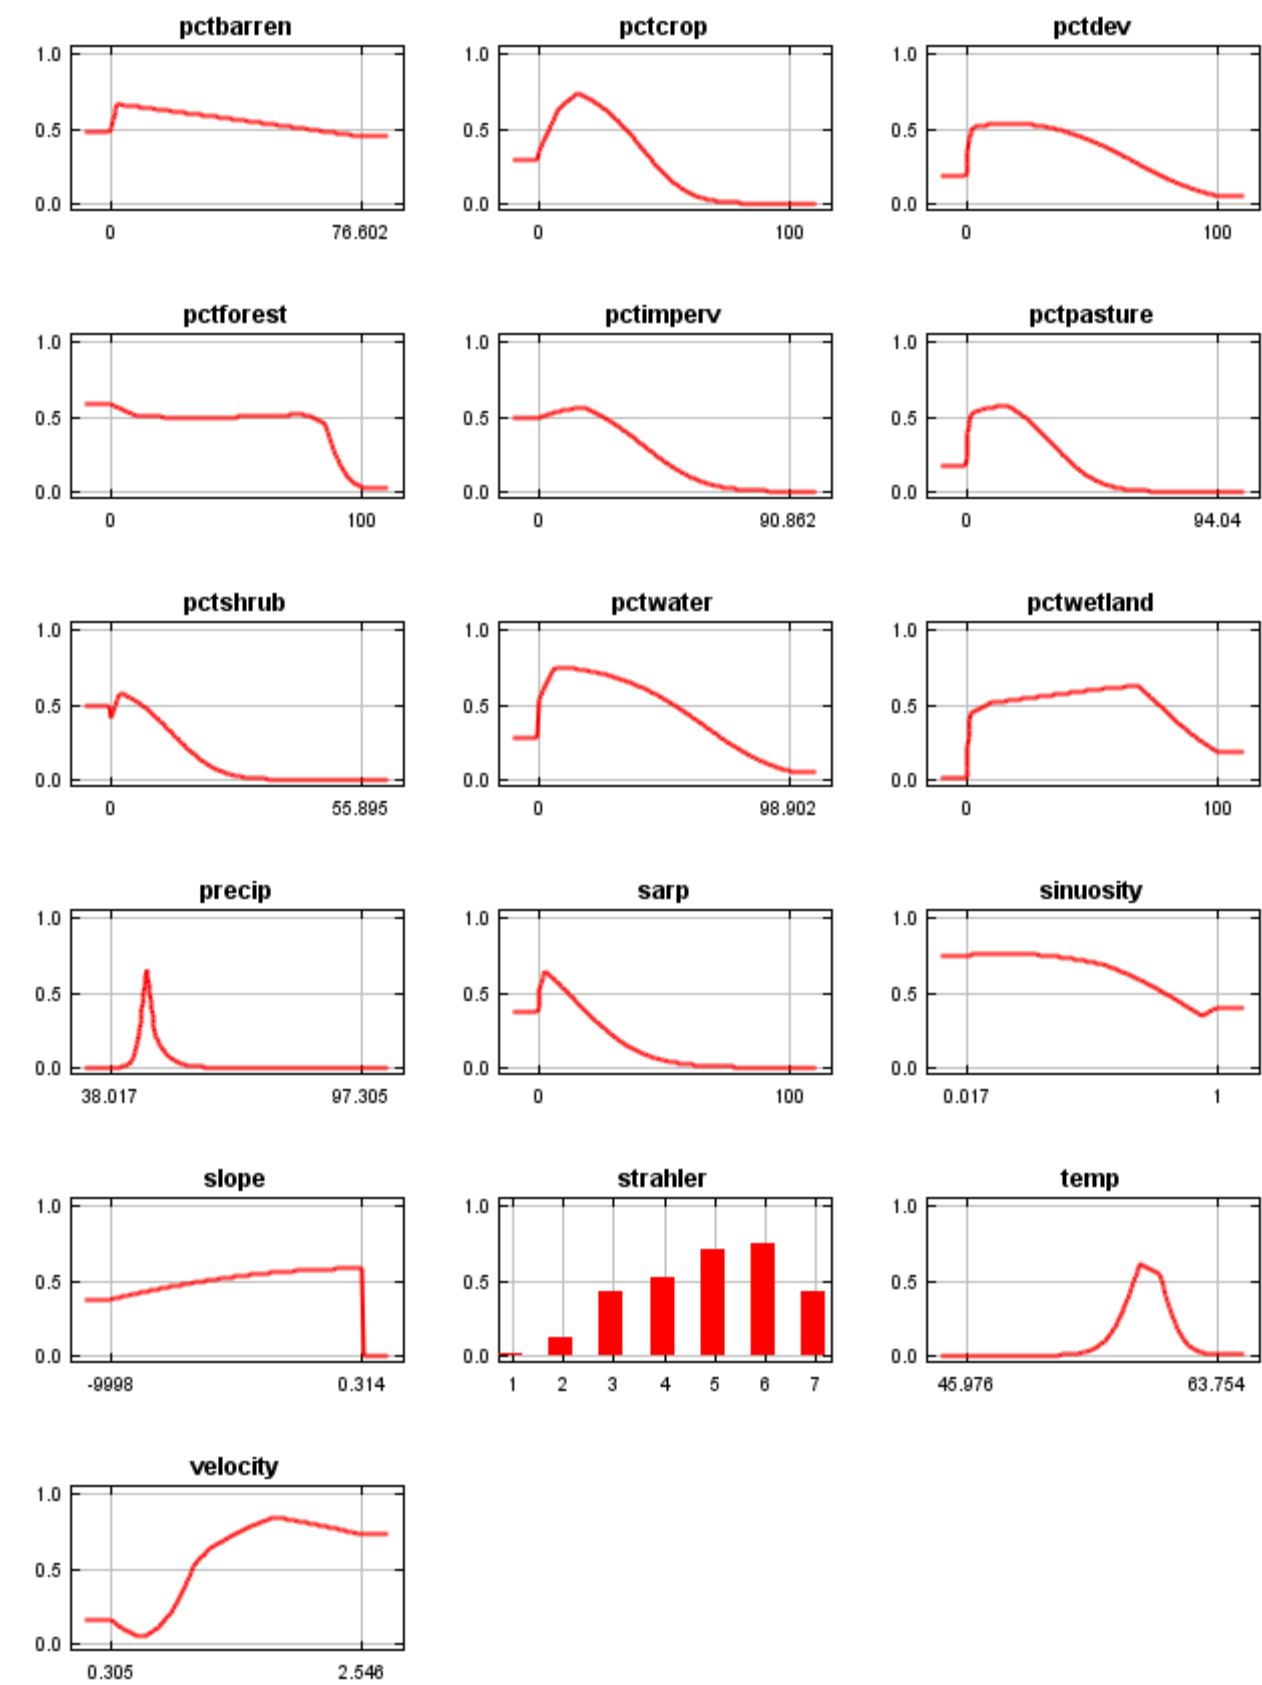 pctbarren pctcrop pctdev
1.0 1.0 1.0
0.5 0.5 0.5
0.0 0.0 0.0
0 76.602 0 100 0 100
pctforest pctimperv pctpasture
1.0 1.0 1.0
0.5 0.5 0.5
0.0 0.0 0.0
0 100 0 90.862 0 94.04
pctshrub pctwater pctwetland
1.0 1.0 1.0
0.5 0.5 0.5
0.0 0.0 0.0
0 55.895 0 98.902 0 100
precip sarp sinuosity
1.0 1.0 1.0
0.5 0.5 0.5
0.0 0.0 0.0
38.017 97.305 0 100 0.017 1
slope strahler temp
1.0 1.0 1.0
0.5 0.5 0.5
0.0 0.0 0.0
-9998 0.314 1 2 3 4 5 6 7 45.976 63.754
velocity
1.0
0.5
0.0
0.305 2.546